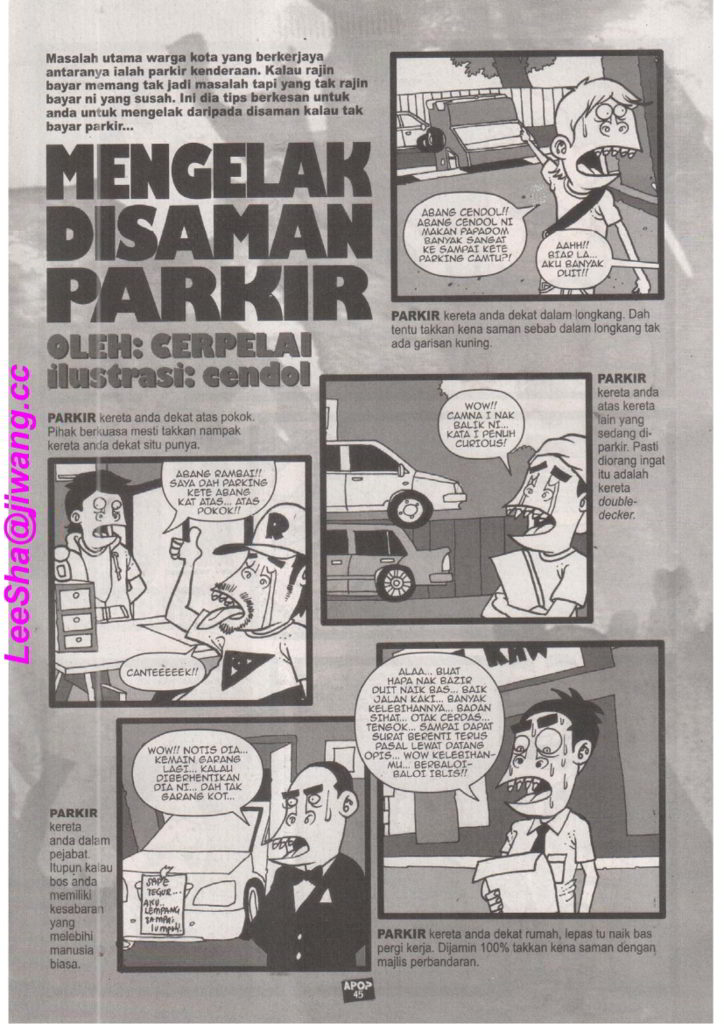 Masalah utama warga kota yang berkerjaya
antaranya ialah parkir kenderaan. Kalau rajin
bayar memang tak jadi masalah tapi yang tak rajin
bayar ni yang susah. Ini dia tips berkesan untuk
anda untuk mengelak daripada disaman kalau tak
bayar parkir...
MENGELAK
DISAMAN
PARKIR
OLEH: CERPELAI
ilustrasi: cendol
ABANG CENDOL!!
ABANG CENDOL NI
MAKAN PAPADOM
BANYAK SANGAT
KE SAMPAI KETE
PARKING CAMTU?!
AAHH!!
BIAR LA...
AKU BANYAK
DUIT!!
PARKIR kereta anda dekat dalam longkang. Dah
tentu takkan kena saman sebab dalam longkang tak
ada garisan kuning.
PARKIR kereta anda dekat atas pokok.
Pihak berkuasa mesti takkan nampak
kereta anda dekat situ punya.
ABANG RAMBAI!!
SAYA DAH PARKING
KETE ABANG
KAT ATAS... ATAS
POKOK!!
R
CANTEEEEEK!!
WOW!!
CAMNA I NAK
BALIK NI...
KATA I PENUH
CURIOUS!
PARKIR
kereta anda
atas kereta
lain yang
sedang di-
parkir. Pasti
diorang ingat
itu adalah
kereta
double-
decker.
WOW!! NOTIS DIA...
KEMAIN GARANG
LAGI... KALAU
DIBERHENTIKAN
DIA NI... DAH TAK
GARANG KOT...
SAPE
TEGUR...
AKU..
LEMPANG
SAMPAI
lumpuh!
PARKIR
kereta
anda dalam
pejabat.
Itupun kalau
bos anda
memiliki
kesabaran
yang
melebihi
manusia
biasa.
ALAA... BUAT
HAPA NAK BAZIR
DUIT NAIK BAS... BAIK
JALAN KAKI... BANYAK
KELEBIHANNYA... BADAN
SIHAT... OTAK CERDAS...
TENGOK... SAMPAI DAPAT
SURAT BERENTI TERUS
PASAL LEWAT DATANG
OPIS... WOW KELEBIHAN-
MU... BERBALOI-
BALOI IBLIS!!
PARKIR kereta anda dekat rumah, lepas tu naik bas
pergi kerja. Dijamin 100% takkan kena saman dengan
majlis perbandaran.
APO?
45
LeeSha@jiwang.cc